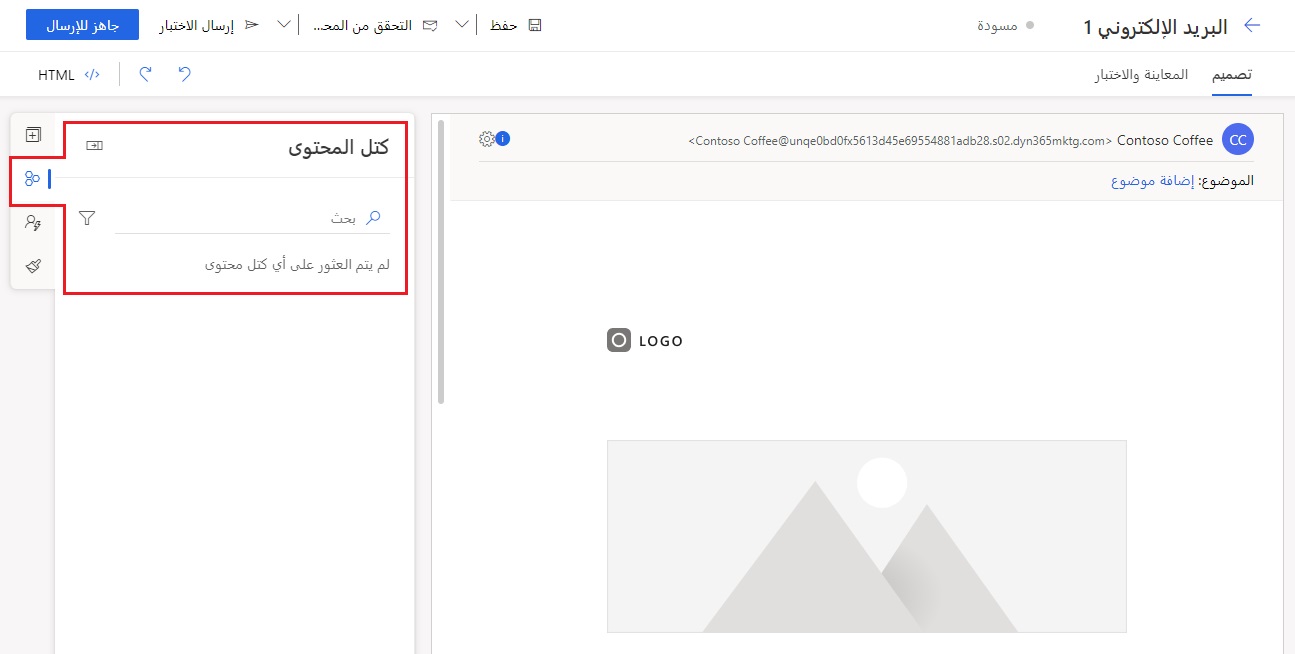 البريد الإلكتروني 1
مسودة
حفظ
التحقق من المحـ...
إرسال الاختبار
جاهز للإرسال
تصميم
المعاينة والاختبار
HTML </>
CC
Contoso Coffee <Contoso Coffee@unqe0bd0fx5613d45e69554881adb28.s02.dyn365mktg.com>
الموضوع: إضافة موضوع
كتل المحتوى
بحث
لم يتم العثور على أي كتل محتوى
LOGO